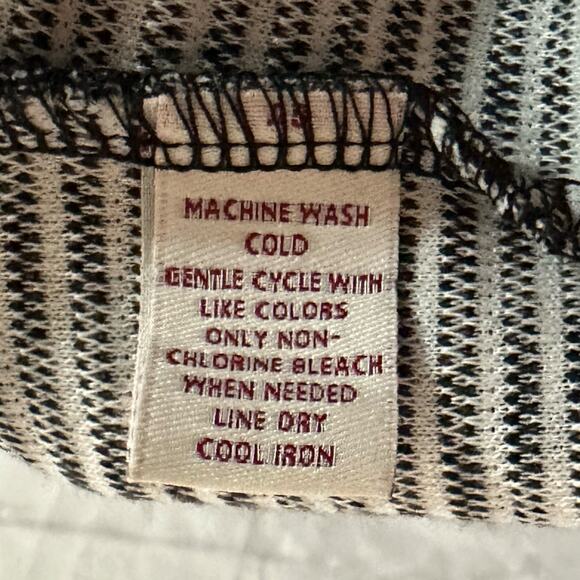 MACHINE WASH
COLD
GENTLE CYCLE WITH
LIKE COLORS
ONLY NON-
CHLORINE BLEACH
WHEN NEEDED
LINE DRY
COOL IRON